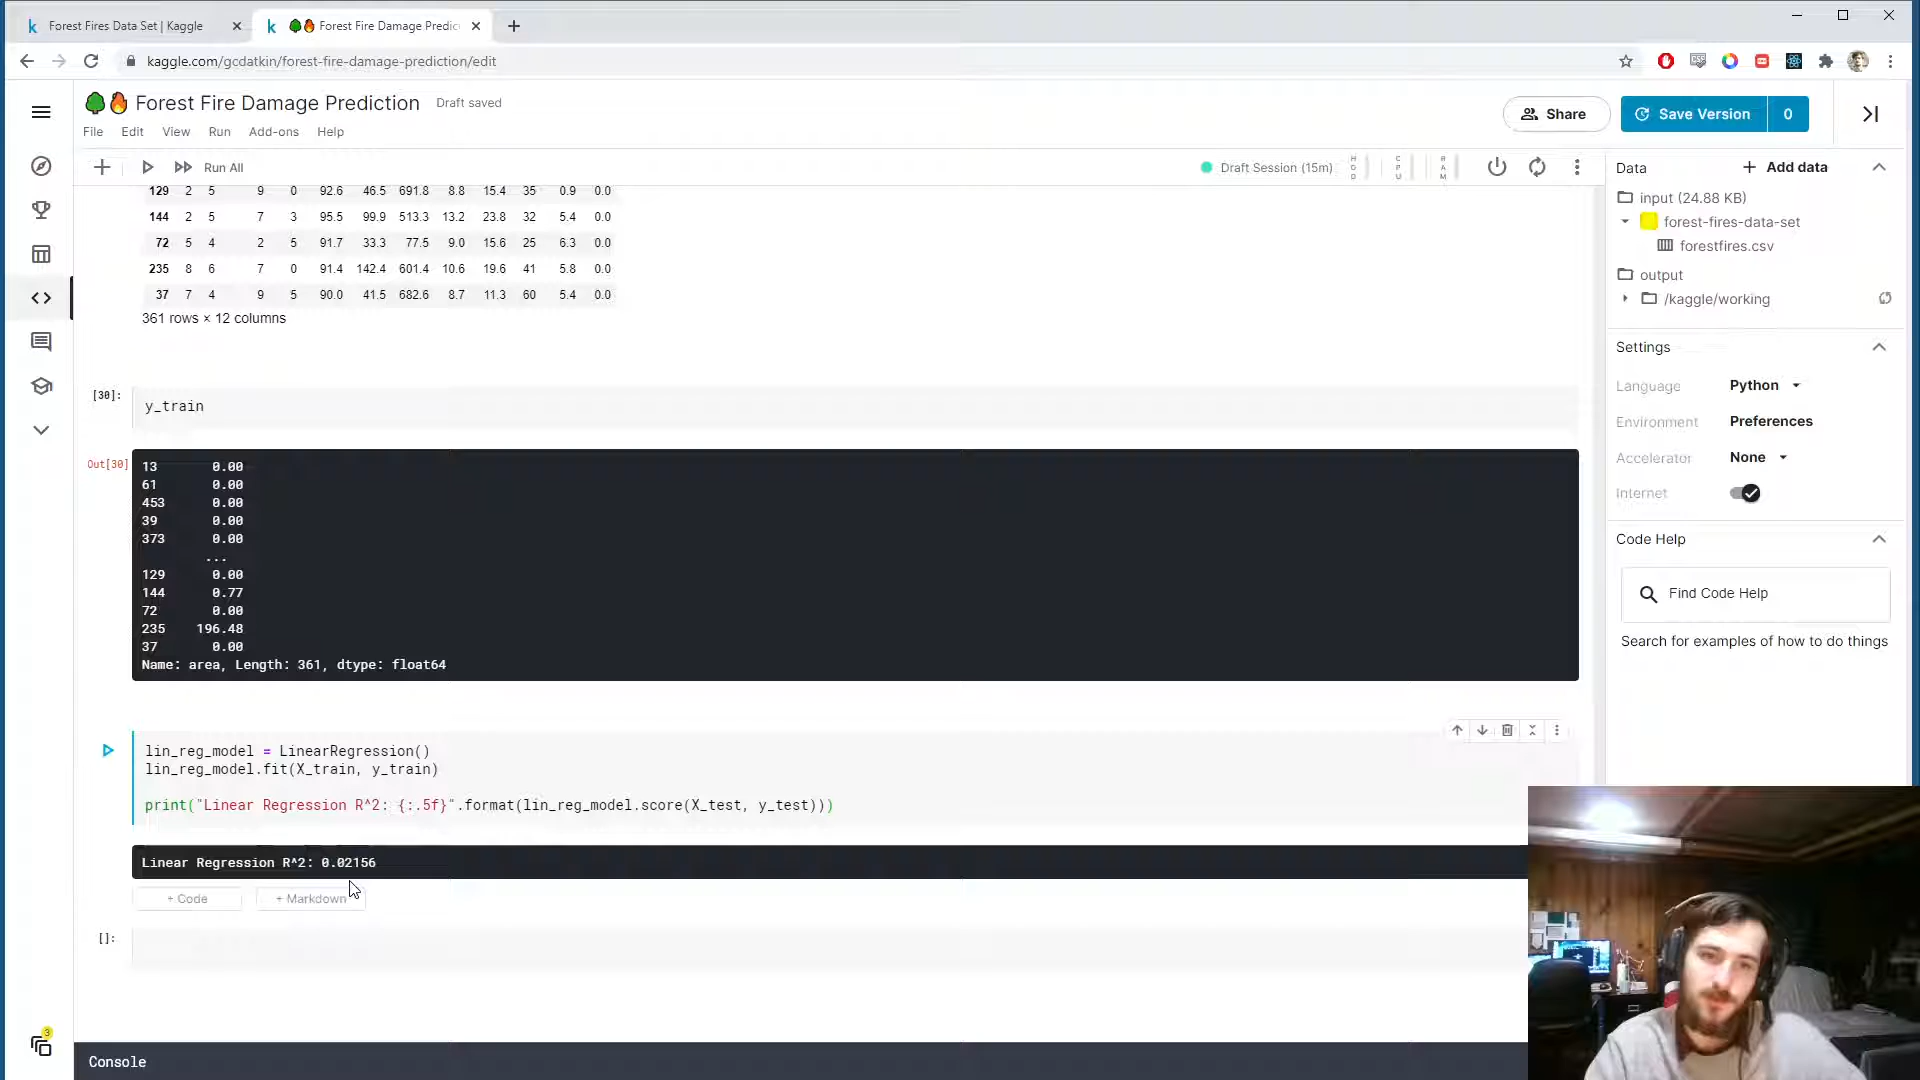 Forest Fires Data Set | Kaggle
Forest Fire Damage Predic
kaggle.com/gcdatkin/forest-fire-damage-prediction/edit
Forest Fire Damage Prediction
Draft saved
Share
Save Version
0
File Edit View Run Add-ons Help
Run All
Draft Session (15m)
HDD
CPU
RAM
129 2 5 9 0 92.6 46.5 691.8 8.8 15.4 35 0.9 0.0
144 2 5 7 3 95.5 99.9 513.3 13.2 23.8 32 5.4 0.0
72 5 4 2 5 91.7 33.3 77.5 9.0 15.6 25 6.3 0.0
235 8 6 7 0 91.4 142.4 601.4 10.6 19.6 41 5.8 0.0
37 7 4 9 5 90.0 41.5 682.6 8.7 11.3 60 5.4 0.0
361 rows × 12 columns
[30]:
y_train
Out[30]
13 0.00
61 0.00
453 0.00
39 0.00
373 0.00
...
129 0.00
144 0.77
72 0.00
235 196.48
37 0.00
Name: area, Length: 361, dtype: float64
lin_reg_model = LinearRegression()
lin_reg_model.fit(X_train, y_train)
print("Linear Regression R^2: {:.5f}".format(lin_reg_model.score(X_test, y_test)))
Linear Regression R^2: 0.02156
+ Code
+ Markdown
[]:
Console
3
Data
+ Add data
input (24.88 KB)
forest-fires-data-set
forestfires.csv
output
/kaggle/working
Settings
Language Python
Environment Preferences
Accelerator None
Internet
Code Help
Find Code Help
Search for examples of how to do things